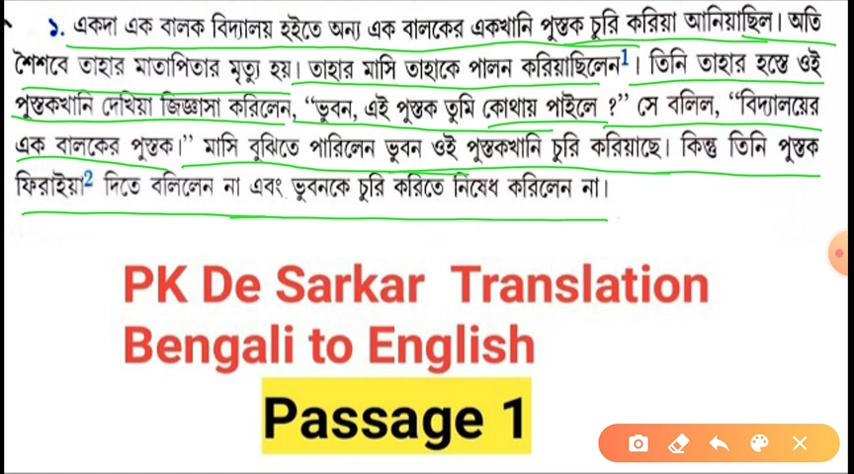 ১. একদা এক বালক বিদ্যালয় হইতে অন্য এক বালকের একখানি পুস্তক চুরি করিয়া আনিয়াছিল। অতি
শৈশবে তাহার মাতাপিতার মৃত্যু হয়। তাহার মাসি তাহাকে পালন করিয়াছিলেন¹। তিনি তাহার হস্তে ওই
পুস্তকখানি দেখিয়া জিজ্ঞাসা করিলেন, “ভুবন, এই পুস্তক তুমি কোথায় পাইলে ?” সে বলিল, “বিদ্যালয়ের
এক বালকের পুস্তক।” মাসি বুঝিতে পারিলেন ভুবন ওই পুস্তকখানি চুরি করিয়াছে। কিন্তু তিনি পুস্তক
ফিরাইয়া² দিতে বলিলেন না এবং ভুবনকে চুরি করিতে নিষেধ করিলেন না।
PK De Sarkar Translation
Bengali to English
Passage 1